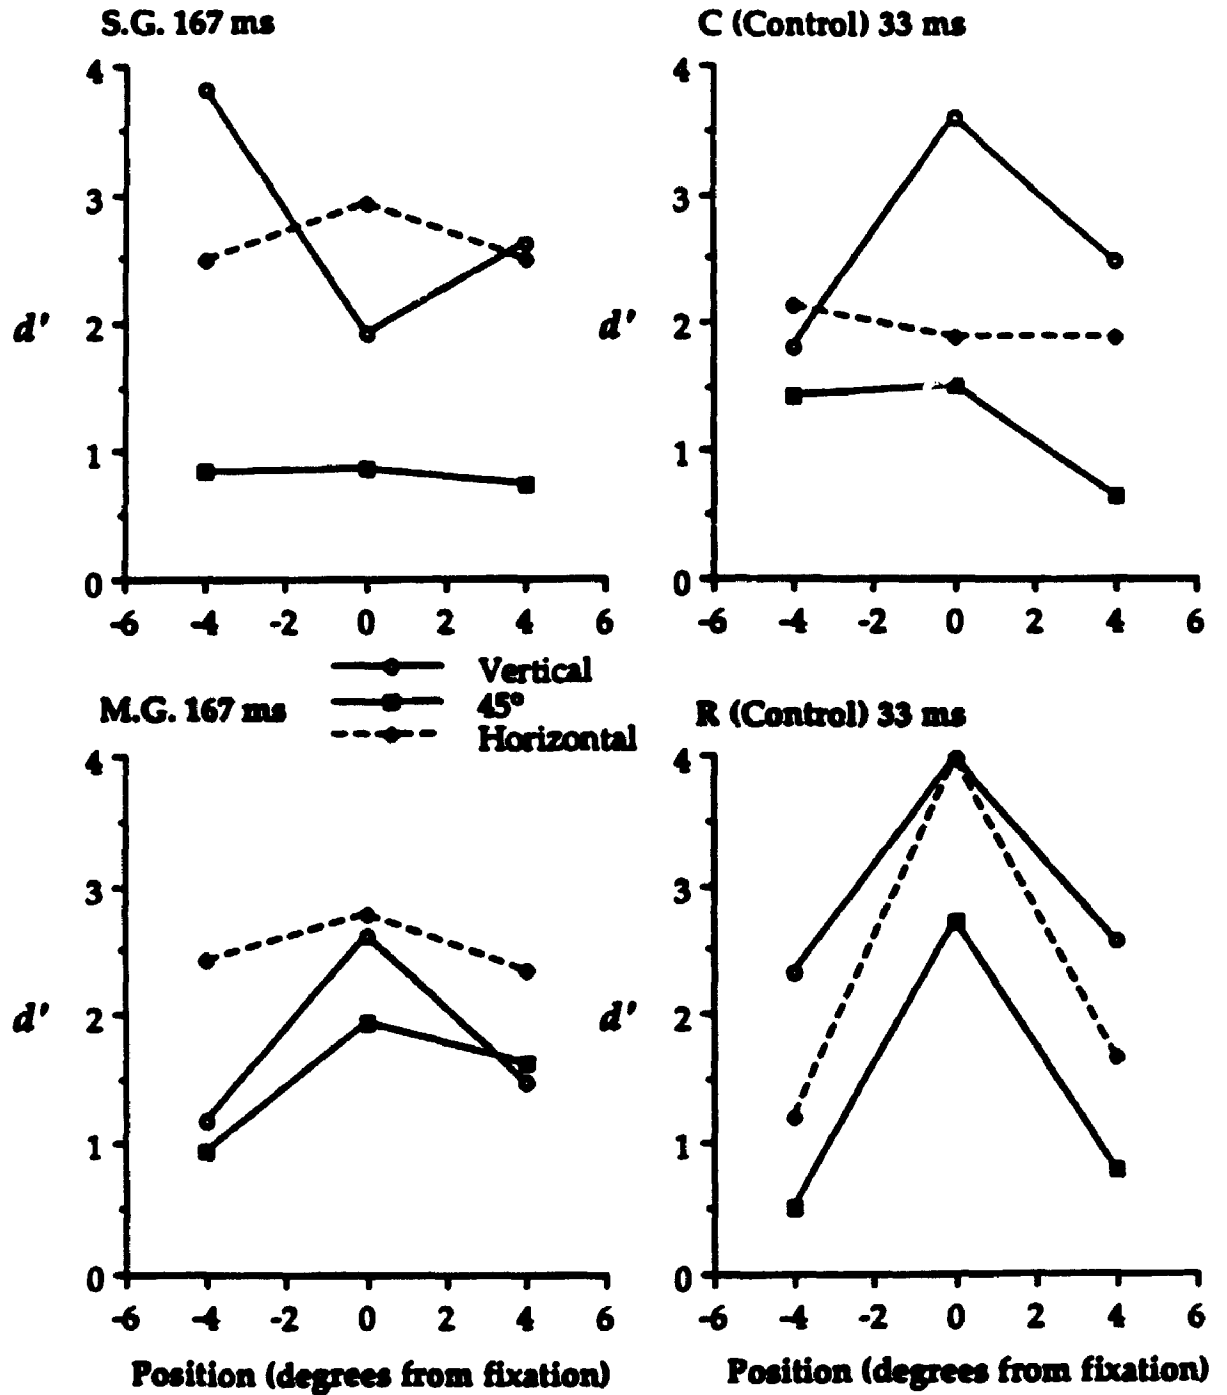 S.G. 167 ms
C (Control) 33 ms
4
3
2
1
0
d'
-6 -4 -2 0 2 4 6
4
3
2
1
0
d'
-6 -4 -2 0 2 4 6
Vertical
45°
Horizontal
M.G. 167 ms
R (Control) 33 ms
4
3
2
1
0
d'
-6 -4 -2 0 2 4 6
Position (degrees from fixation)
4
3
2
1
0
d'
-6 -4 -2 0 2 4 6
Position (degrees from fixation)